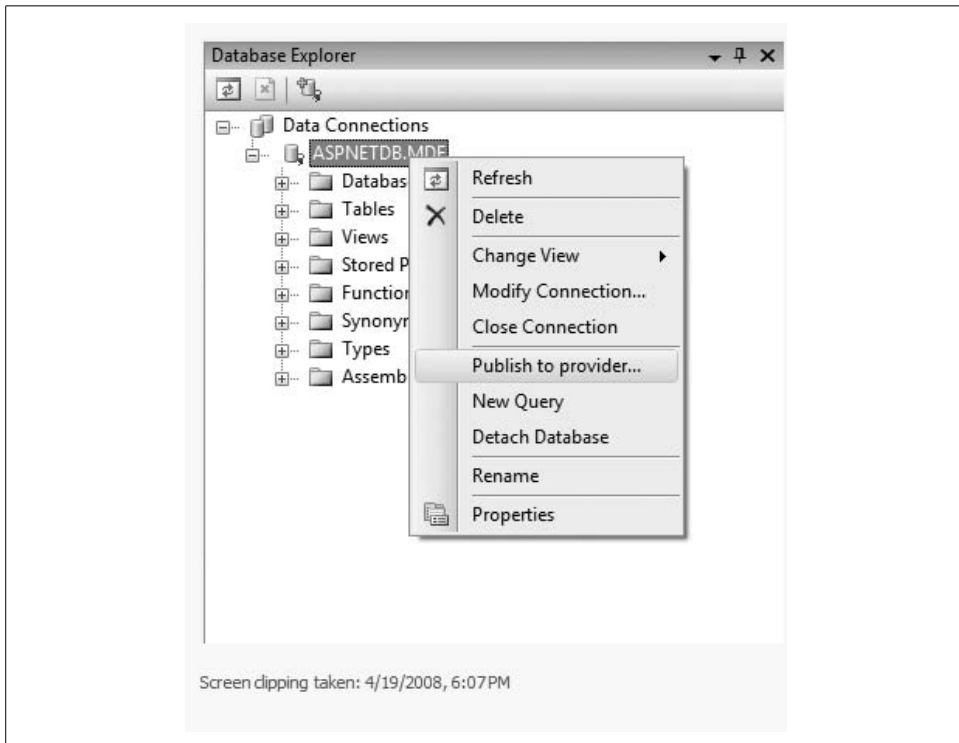 Database Explorer
Data Connections
ASPNETDB.MDF
Databas
Tables
Views
Stored P
Function
Synonyr
Types
Assemb
Refresh
Delete
Change View
Modify Connection...
Close Connection
Publish to provider...
New Query
Detach Database
Rename
Properties
Screen clipping taken: 4/19/2008, 6:07PM